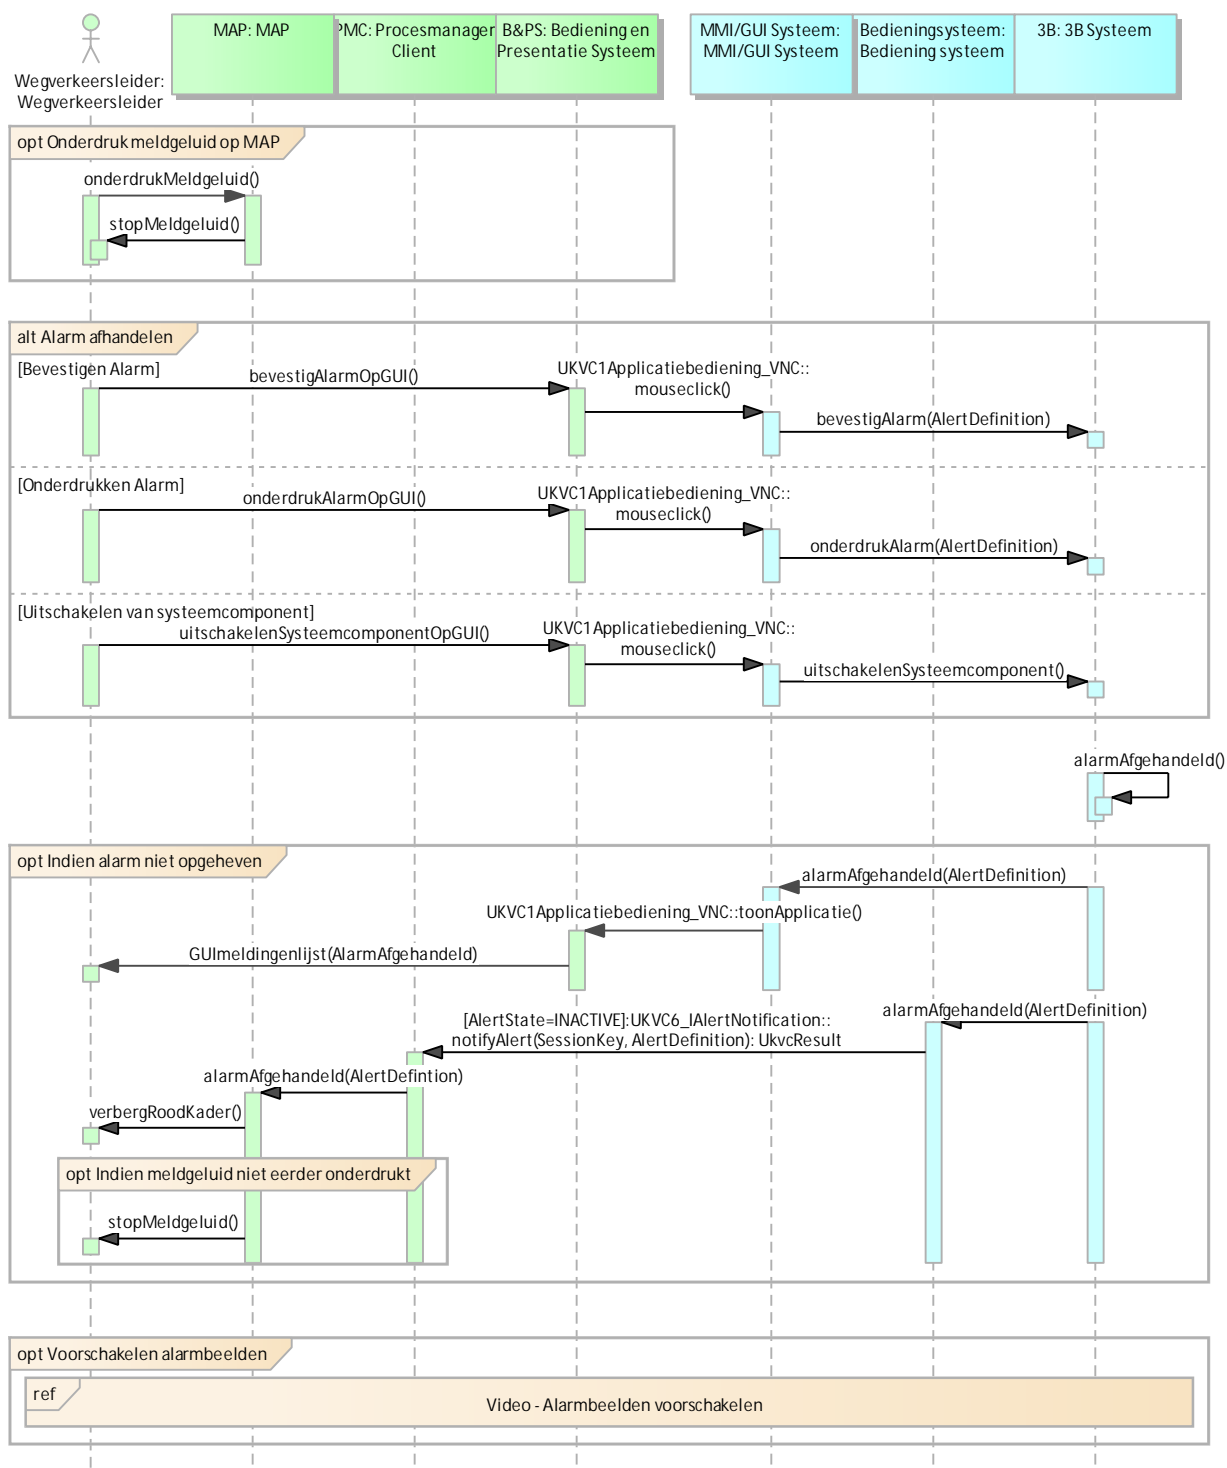 Wegverkeersleider:
Wegverkeersleider
MAP: MAP
PMC: Procesmanager
Client
B&PS: Bediening en
Presentatie Systeem
MMI/GUI Systeem:
MMI/GUI Systeem
Bedieningsysteem:
Bediening systeem
3B: 3B Systeem
opt Onderdruk meldgeluid op MAP
onderdrukMeldgeluid()
stopMeldgeluid()
alt Alarm afhandelen
[Bevestigen Alarm]
bevestigAlarmOpGUI()
UKVC1Applicatiebediening_VNC::
mouseclick()
bevestigAlarm(AlertDefinition)
[Onderdrukken Alarm]
onderdrukAlarmOpGUI()
UKVC1Applicatiebediening_VNC::
mouseclick()
onderdrukAlarm(AlertDefinition)
[Uitschakelen van systeemcomponent]
uitschakelenSysteemcomponentOpGUI()
UKVC1Applicatiebediening_VNC::
mouseclick()
uitschakelenSysteemcomponent()
alarmAfgehandeld()
opt Indien alarm niet opgeheven
alarmAfgehandeld(AlertDefinition)
UKVC1Applicatiebediening_VNC::toonApplicatie()
GUImeldingenlijst(AlarmAfgehandeld)
alarmAfgehandeld(AlertDefinition)
[AlertState=INACTIVE]:UKVC6_IAlertNotification::
notifyAlert(SessionKey, AlertDefinition): UkvcResult
alarmAfgehandeld(AlertDefintion)
verbergRoodKader()
opt Indien meldgeluid niet eerder onderdrukt
stopMeldgeluid()
opt Voorschakelen alarmbeelden
ref
Video - Alarmbeelden voorschakelen